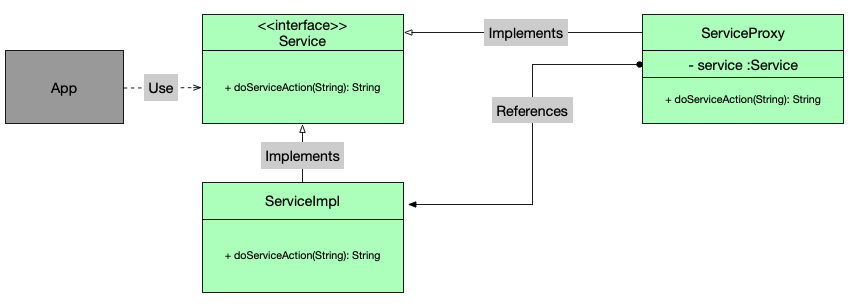 App
Use
<<interface>>
Service
+ doServiceAction(String): String
Implements
ServiceProxy
- service :Service
+ doServiceAction(String): String
References
Implements
ServiceImpl
+ doServiceAction(String): String